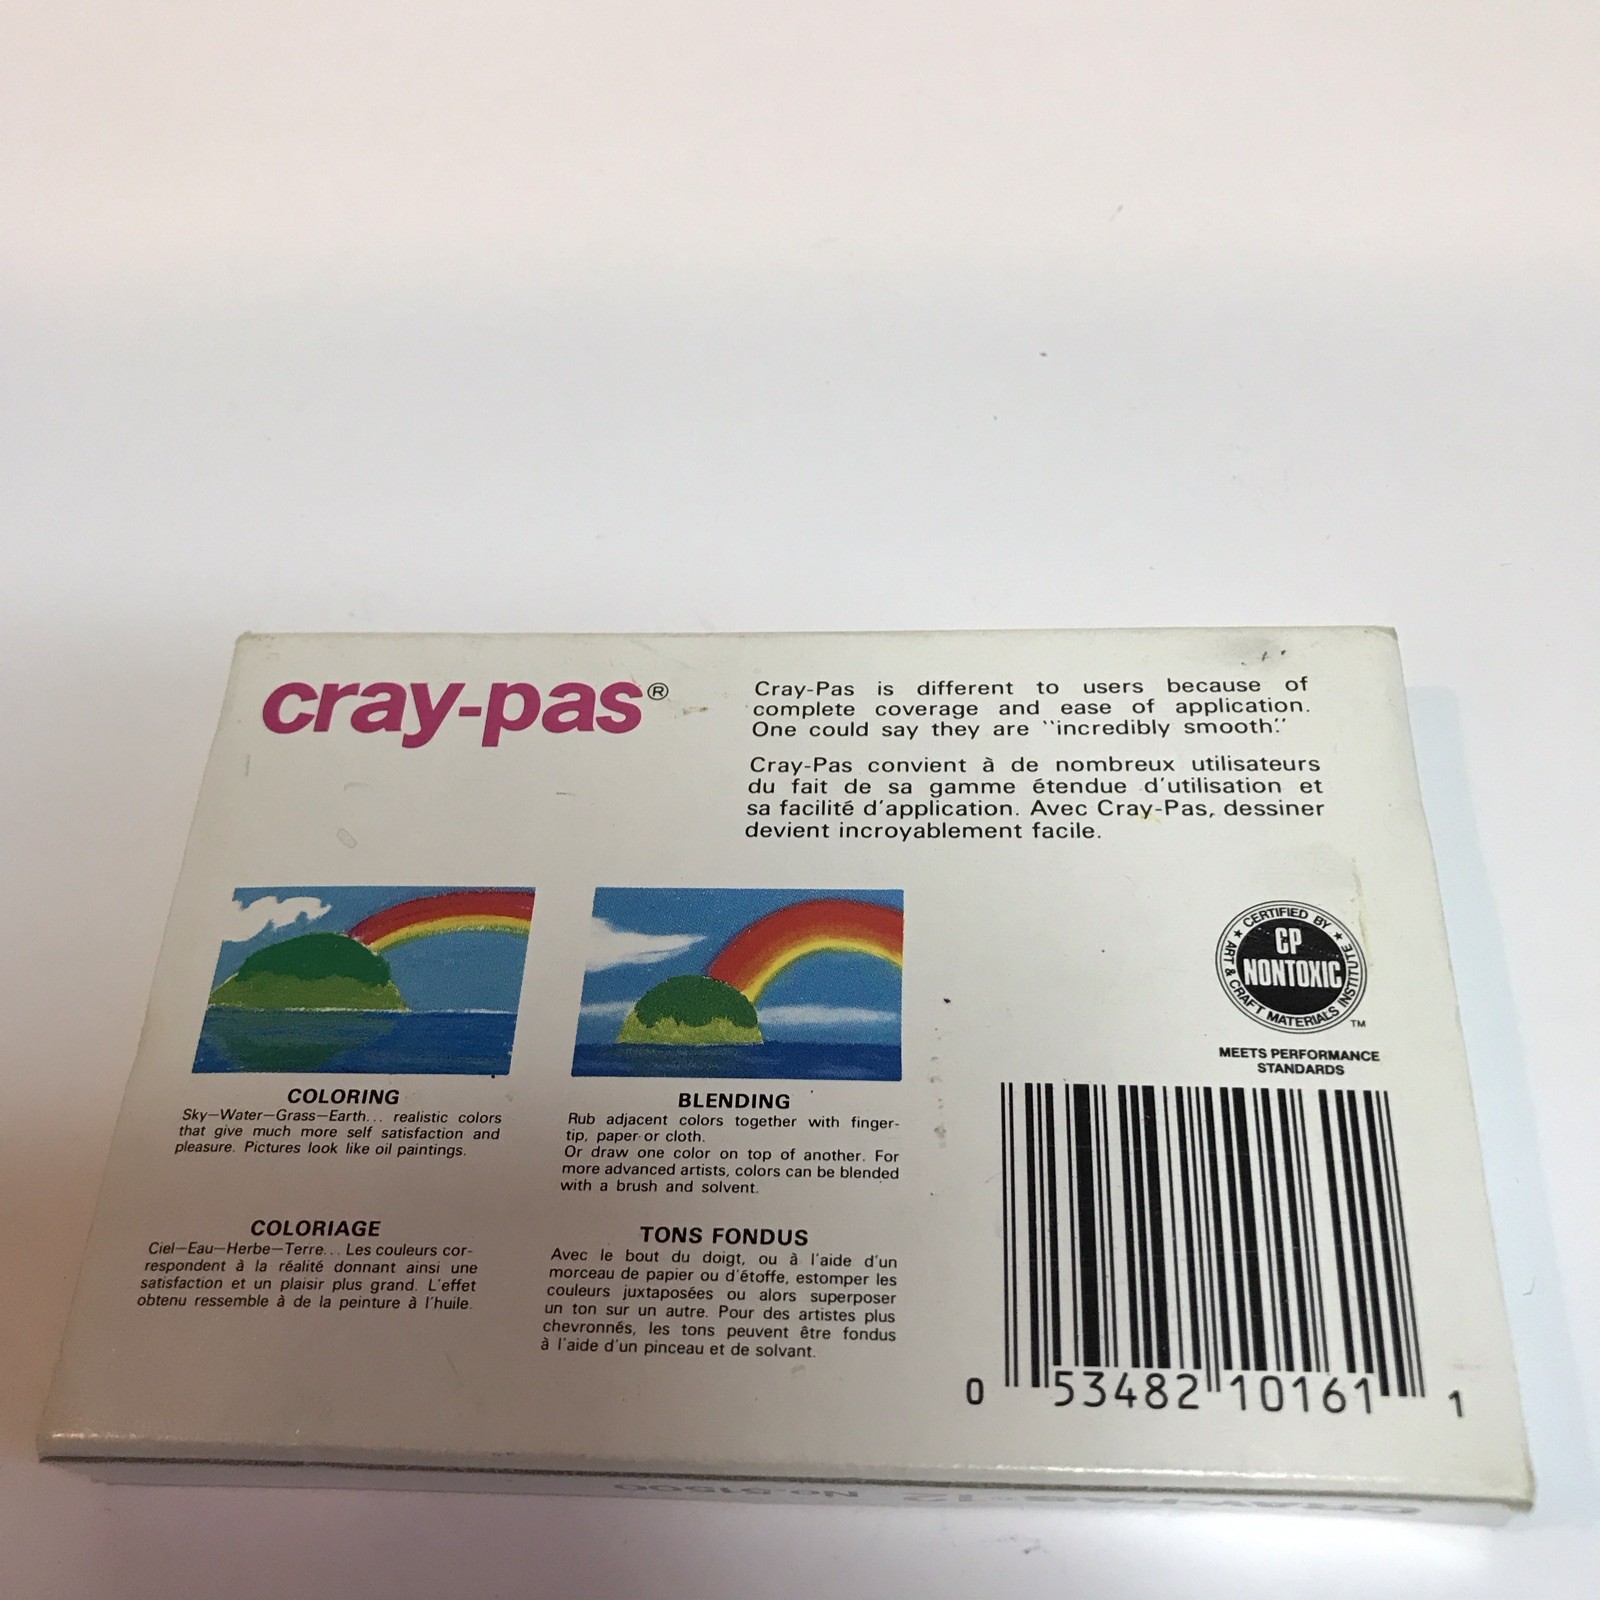 cray-pas®
Cray-Pas is different to users because of
complete coverage and ease of application.
One could say they are "incredibly smooth."
Cray-Pas convient à de nombreux utilisateurs
du fait de sa gamme étendue d'utilisation et
sa facilité d'application. Avec Cray-Pas, dessiner
devient incroyablement facile.
COLORING
Sky—Water—Grass—Earth... realistic colors
that give much more self satisfaction and
pleasure. Pictures look like oil paintings.
COLORIAGE
Ciel—Eau—Herbe—Terre... Les couleurs cor-
respondent à la réalité donnant ainsi une
satisfaction et un plaisir plus grand. L'effet
obtenu ressemble à de la peinture à l'huile.
BLENDING
Rub adjacent colors together with finger-
tip, paper or cloth.
Or draw one color on top of another. For
more advanced artists, colors can be blended
with a brush and solvent.
TONS FONDUS
Avec le bout du doigt, ou à l'aide d'un
morceau de papier ou d'étoffe, estomper les
couleurs juxtaposées ou alors superposer
un ton sur un autre. Pour des artistes plus
chevronnés, les tons peuvent être fondus
à l'aide d'un pinceau et de solvant.
★ CERTIFIED BY ★
ART & CRAFT MATERIALS INSTITUTE
CP
NONTOXIC
TM
MEETS PERFORMANCE
STANDARDS
0 53482 10161 1
CRAY-PAS-12 No.51500